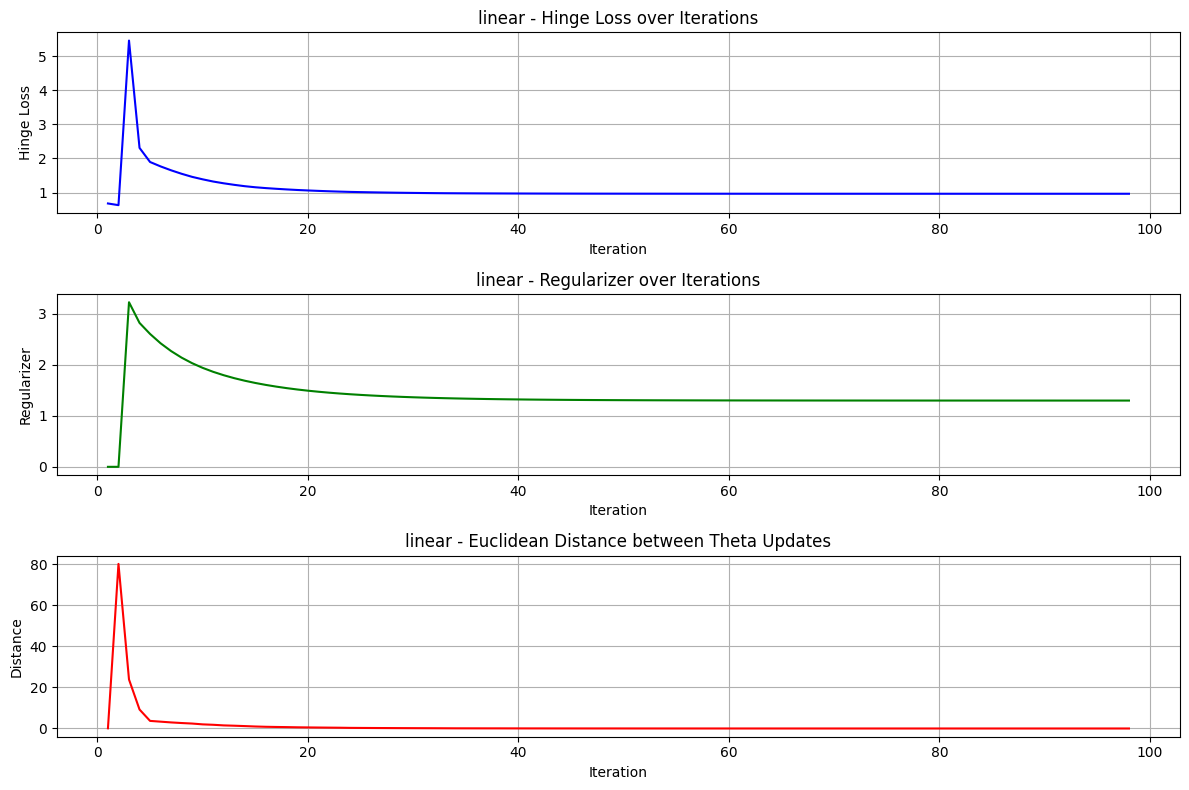 linear - Hinge Loss over Iterations
Hinge Loss
5
4
3
2
1
0 20 40 60 80 100
Iteration
linear - Regularizer over Iterations
Regularizer
3
2
1
0
0 20 40 60 80 100
Iteration
linear - Euclidean Distance between Theta Updates
Distance
80
60
40
20
0
0 20 40 60 80 100
Iteration